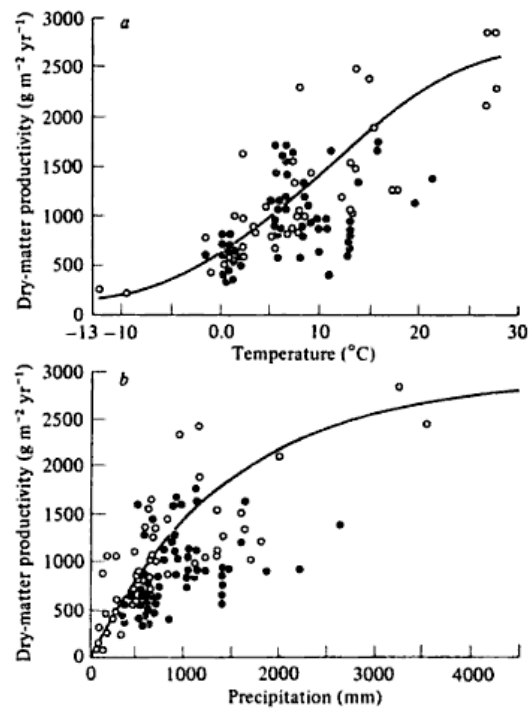 a
Dry-matter productivity (g m⁻² yr⁻¹)
3000
2500
2000
1500
1000
500
0
−13 −10 0.0 10 20 30
Temperature (°C)
b
Dry-matter productivity (g m⁻² yr⁻¹)
3000
2500
2000
1500
1000
500
0
0 1000 2000 3000 4000
Precipitation (mm)